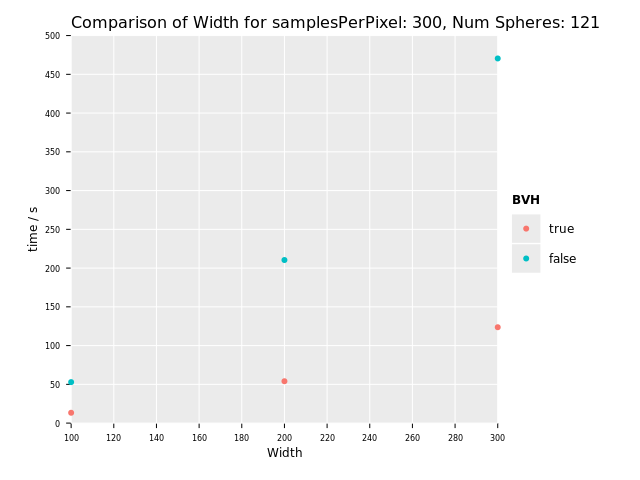 Comparison of Width for samplesPerPixel: 300, Num Spheres: 121
500
450
400
350
300
250
200
150
100
50
0
time / s
100 120 140 160 180 200 220 240 260 280 300
Width
BVH
true
false